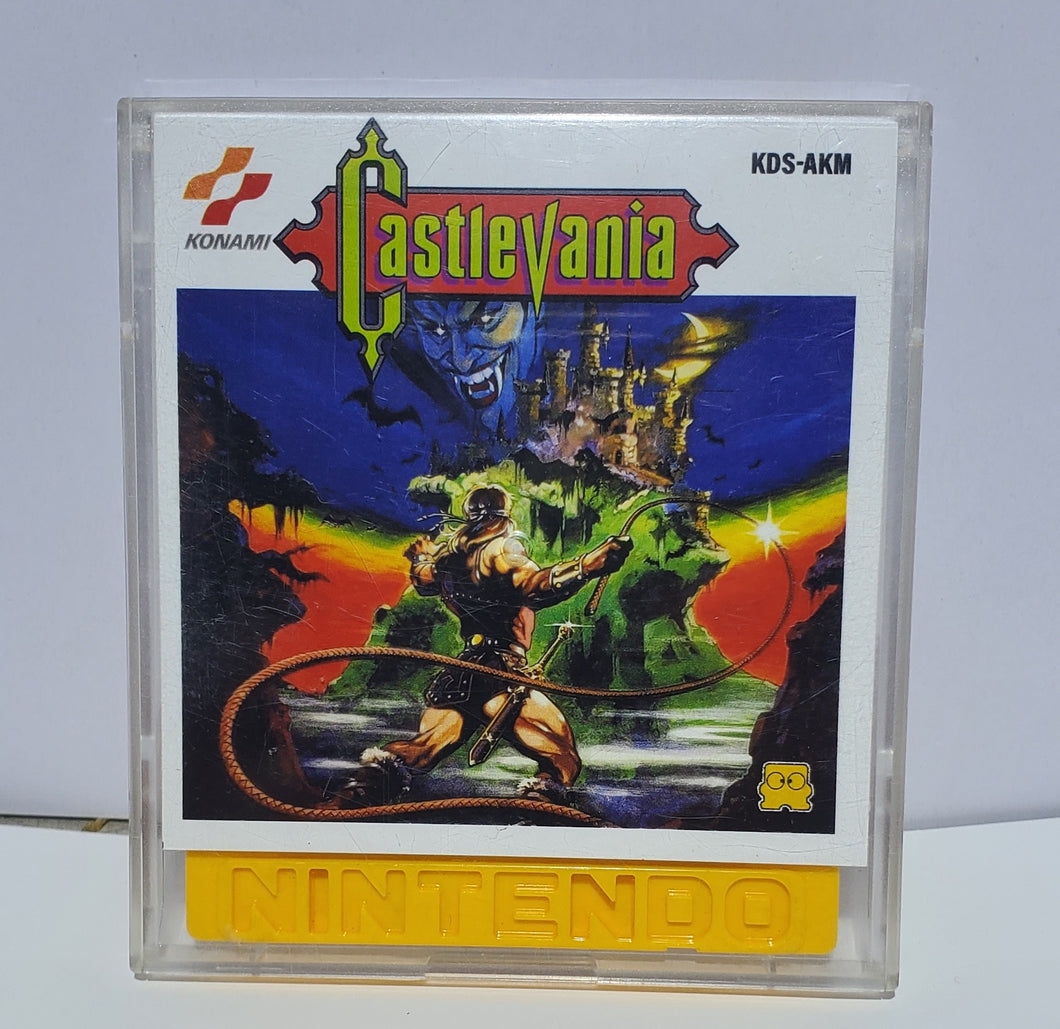 KONAMI
Castlevania
KDS-AKM
NINTENDO